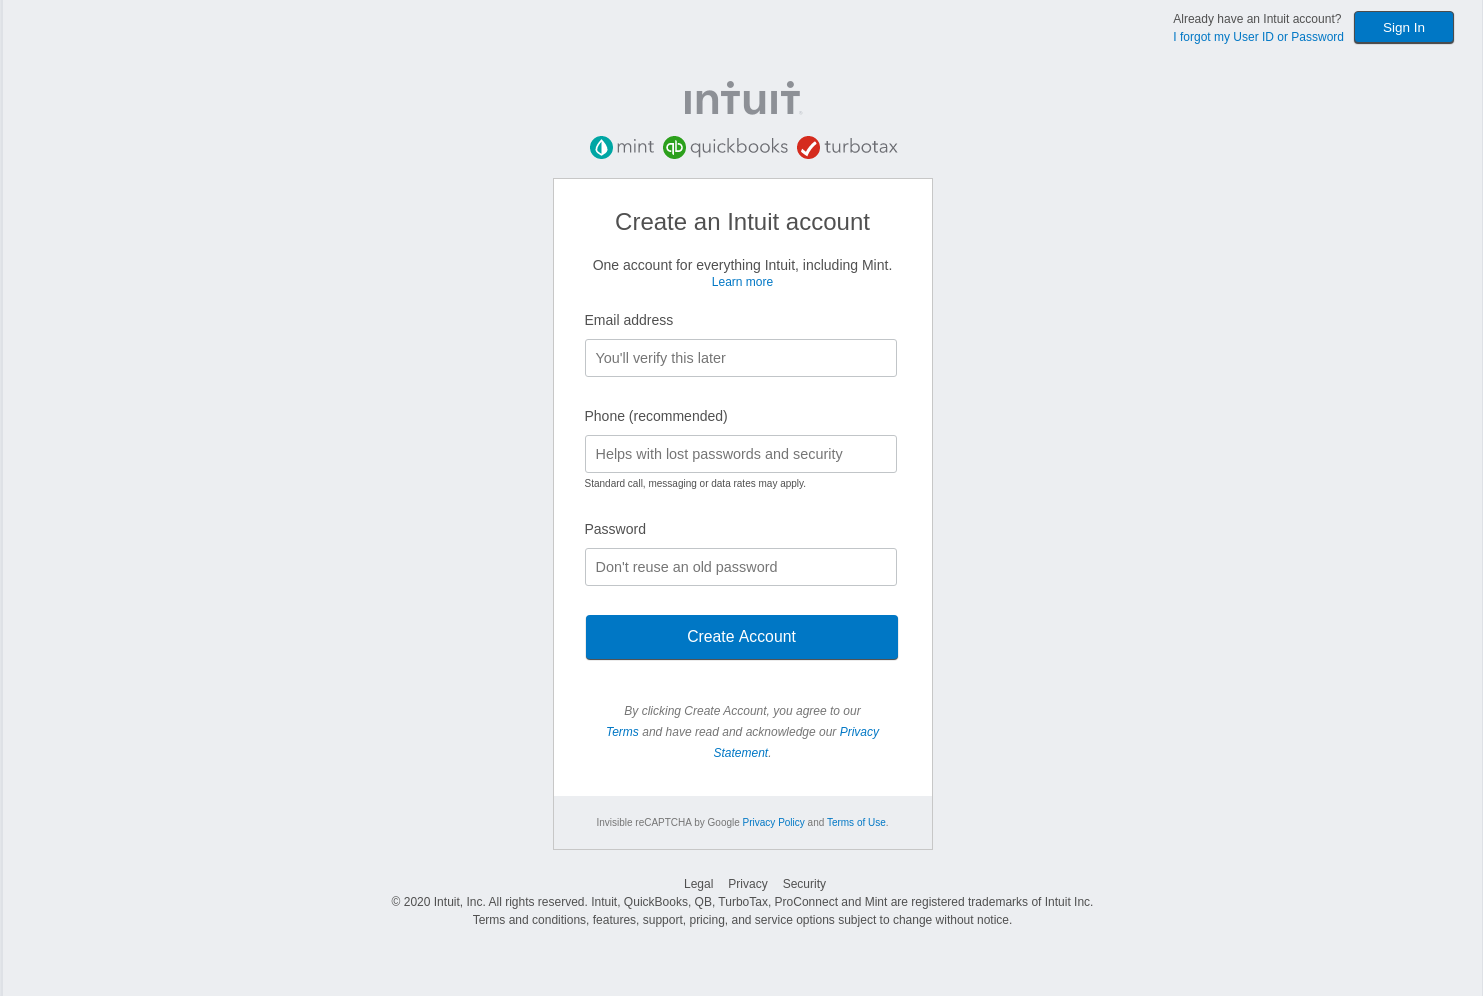 Already have an Intuit account?
I forgot my User ID or Password
Sign In
intuit
mint quickbooks turbotax
Create an Intuit account
One account for everything Intuit, including Mint.
Learn more
Email address
You'll verify this later
Phone (recommended)
Helps with lost passwords and security
Standard call, messaging or data rates may apply.
Password
Don't reuse an old password
Create Account
By clicking Create Account, you agree to our
Terms and have read and acknowledge our Privacy
Statement.
Invisible reCAPTCHA by Google Privacy Policy and Terms of Use.
Legal Privacy Security
© 2020 Intuit, Inc. All rights reserved. Intuit, QuickBooks, QB, TurboTax, ProConnect and Mint are registered trademarks of Intuit Inc.
Terms and conditions, features, support, pricing, and service options subject to change without notice.